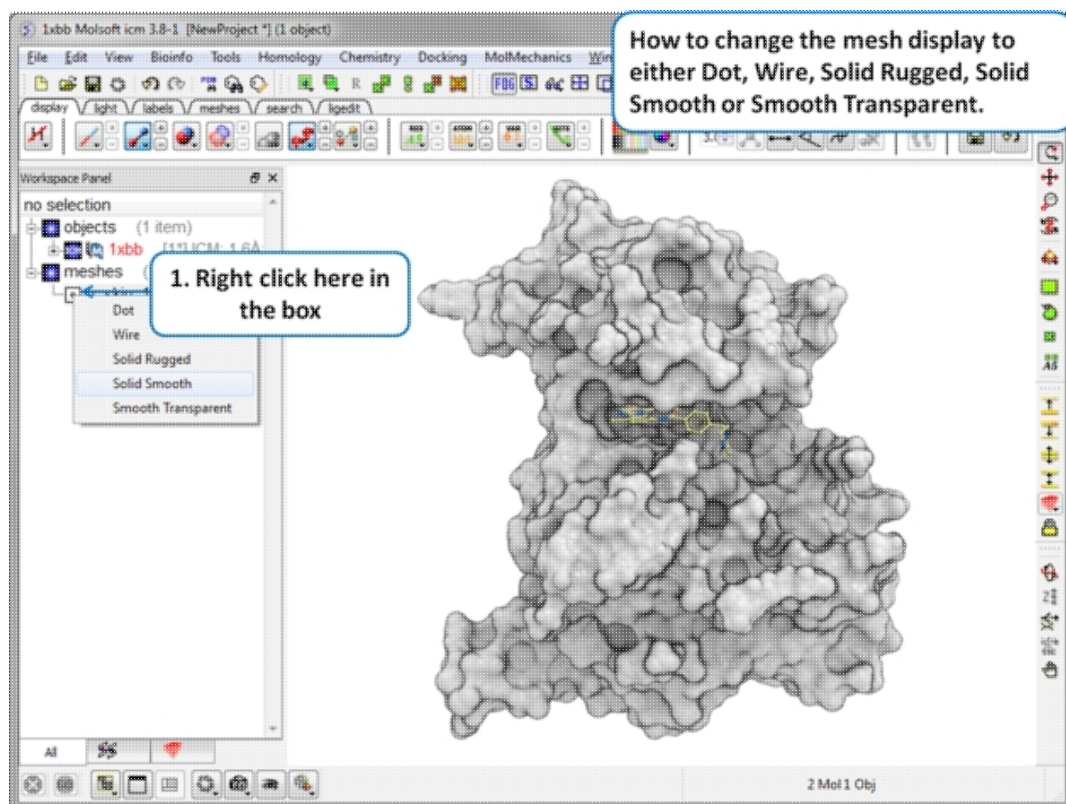 1xbb Molsoft icm 3.8-1 [NewProject *] (1 object)
How to change the mesh display to
either Dot, Wire, Solid Rugged, Solid
Smooth or Smooth Transparent.
File Edit View Bioinfo Tools Homology Chemistry Docking MolMechanics
display light labels meshes search ligedit
Workspace Panel
no selection
objects (1 item)
1xbb
meshes
1. Right click here in
the box
Dot
Wire
Solid Rugged
Solid Smooth
Smooth Transparent
All
2 Mol 1 Obj